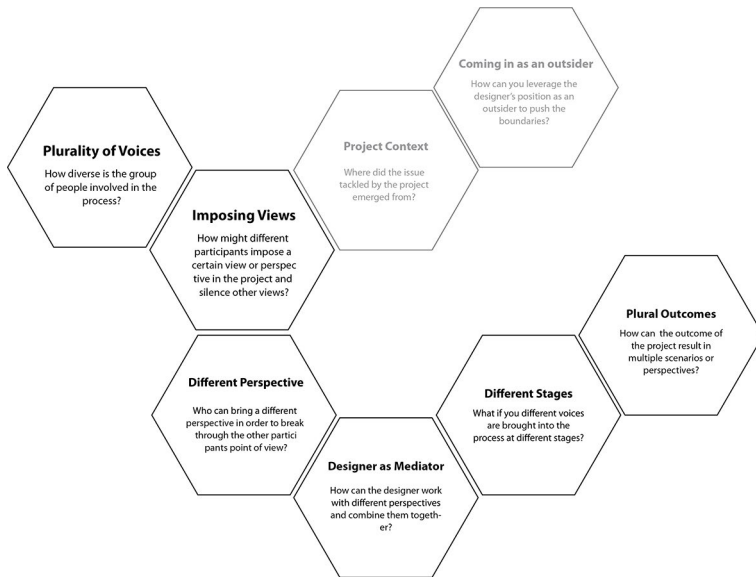 Coming in as an outsider
How can you leverage the
designer's position as an
outsider to push the
boundaries?
Plurality of Voices
How diverse is the group
of people involved in the
process?
Project Context
Where did the issue
tackled by the project
emerged from?
Imposing Views
How might different
participants impose a
certain view or perspec
tive in the project and
silence other views?
Plural Outcomes
How can  the outcome of
the project result in
multiple scenarios or
perspectives?
Different Perspective
Who can bring a different
perspective in order to break
through the other partici
pants point of view?
Different Stages
What if you different voices
are brought into the
process at different stages?
Designer as Mediator
How can the designer work
with different perspectives
and combine them togeth-
er?